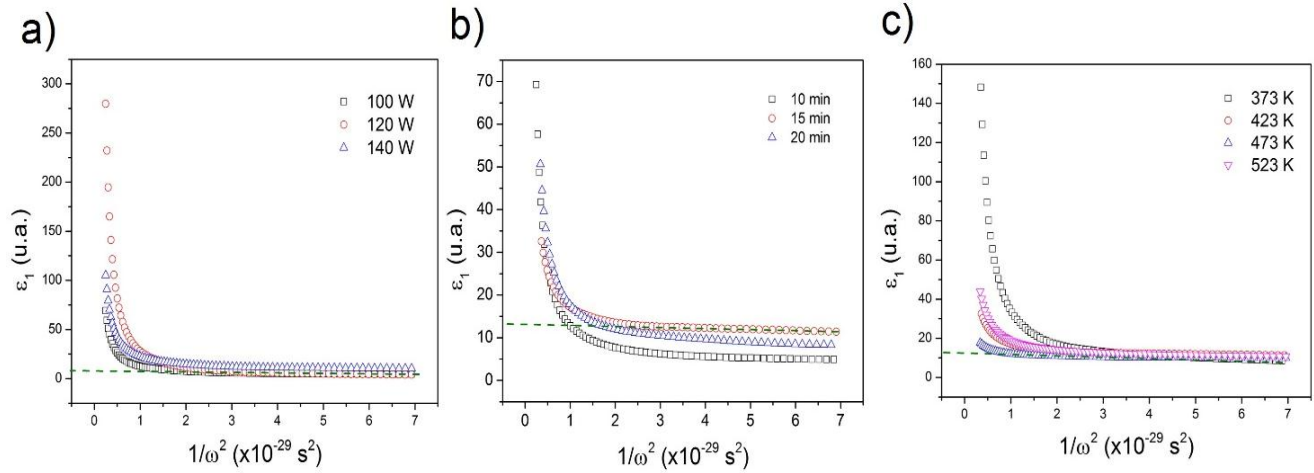 a)
300
250
200
150
100
50
0
ε₁ (u.a.)
100 W
120 W
140 W
0 1 2 3 4 5 6 7
1/ω² (x10⁻²⁹ s²)
b)
70
60
50
40
30
20
10
0
ε₁ (u.a.)
10 min
15 min
20 min
0 1 2 3 4 5 6 7
1/ω² (x10⁻²⁹ s²)
c)
160
140
120
100
80
60
40
20
0
ε₁ (u.a.)
373 K
423 K
473 K
523 K
0 1 2 3 4 5 6 7
1/ω² (x10⁻²⁹ s²)